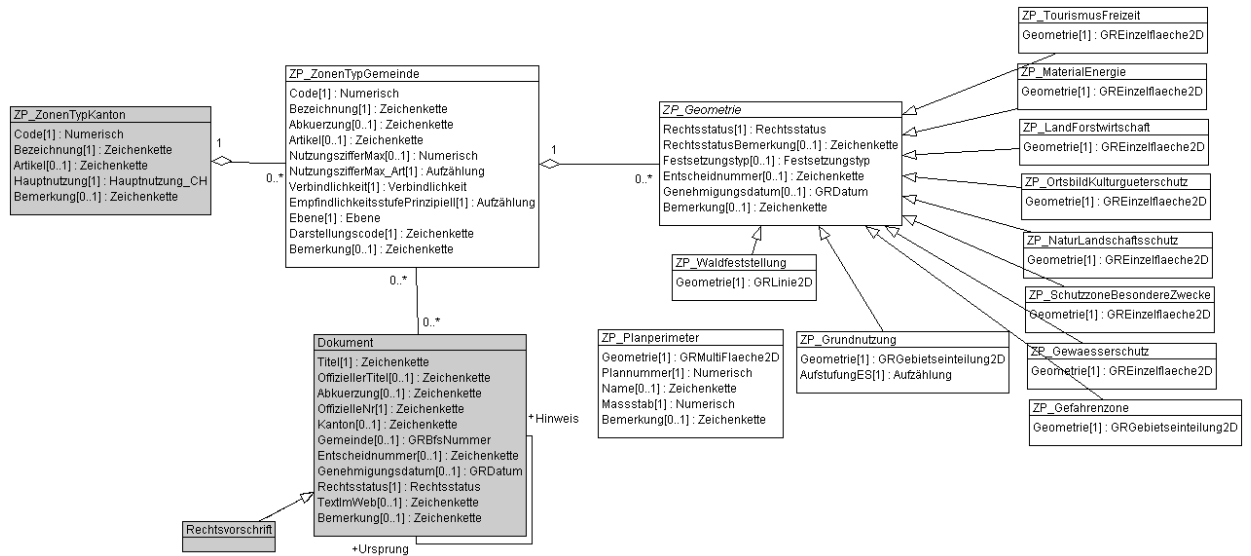 ZP_ZonenTypKanton
Code[1] : Numerisch
Bezeichnung[1] : Zeichenkette
Artikel[0..1] : Zeichenkette
Hauptnutzung[1] : Hauptnutzung_CH
Bemerkung[0..1] : Zeichenkette
1
0..*
ZP_ZonenTypGemeinde
Code[1] : Numerisch
Bezeichnung[1] : Zeichenkette
Abkuerzung[0..1] : Zeichenkette
Artikel[0..1] : Zeichenkette
NutzungszifferMax[0..1] : Numerisch
NutzungszifferMax_Art[1] : Aufzählung
Verbindlichkeit[1] : Verbindlichkeit
EmpfindlichkeitsstufePrinzipiell[1] : Aufzählung
Ebene[1] : Ebene
Darstellungscode[1] : Zeichenkette
Bemerkung[0..1] : Zeichenkette
1
0..*
0..*
0..*
ZP_Geometrie
Rechtsstatus[1] : Rechtsstatus
RechtsstatusBemerkung[0..1] : Zeichenkette
Festsetzungstyp[0..1] : Festsetzungstyp
Entscheidnummer[0..1] : Zeichenkette
Genehmigungsdatum[0..1] : GRDatum
Bemerkung[0..1] : Zeichenkette
ZP_TourismusFreizeit
Geometrie[1] : GREinzelflaeche2D
ZP_MaterialEnergie
Geometrie[1] : GREinzelflaeche2D
ZP_LandForstwirtschaft
Geometrie[1] : GREinzelflaeche2D
ZP_OrtsbildKulturgueterschutz
Geometrie[1] : GREinzelflaeche2D
ZP_NaturLandschaftsschutz
Geometrie[1] : GREinzelflaeche2D
ZP_SchutzzoneBesondereZwecke
Geometrie[1] : GREinzelflaeche2D
ZP_Gewaesserschutz
Geometrie[1] : GREinzelflaeche2D
ZP_Gefahrenzone
Geometrie[1] : GRGebietseinteilung2D
ZP_Waldfeststellung
Geometrie[1] : GRLinie2D
ZP_Planperimeter
Geometrie[1] : GRMultiFlaeche2D
Plannummer[1] : Numerisch
Name[0..1] : Zeichenkette
Massstab[1] : Numerisch
Bemerkung[0..1] : Zeichenkette
ZP_Grundnutzung
Geometrie[1] : GRGebietseinteilung2D
AufstufungES[1] : Aufzählung
Dokument
Titel[1] : Zeichenkette
OffiziellerTitel[0..1] : Zeichenkette
Abkuerzung[0..1] : Zeichenkette
OffizielleNr[1] : Zeichenkette
Kanton[0..1] : Zeichenkette
Gemeinde[0..1] : GRBfsNummer
Entscheidnummer[0..1] : Zeichenkette
Genehmigungsdatum[0..1] : GRDatum
Rechtsstatus[1] : Rechtsstatus
TextImWeb[0..1] : Zeichenkette
Bemerkung[0..1] : Zeichenkette
+Hinweis
+Ursprung
Rechtsvorschrift